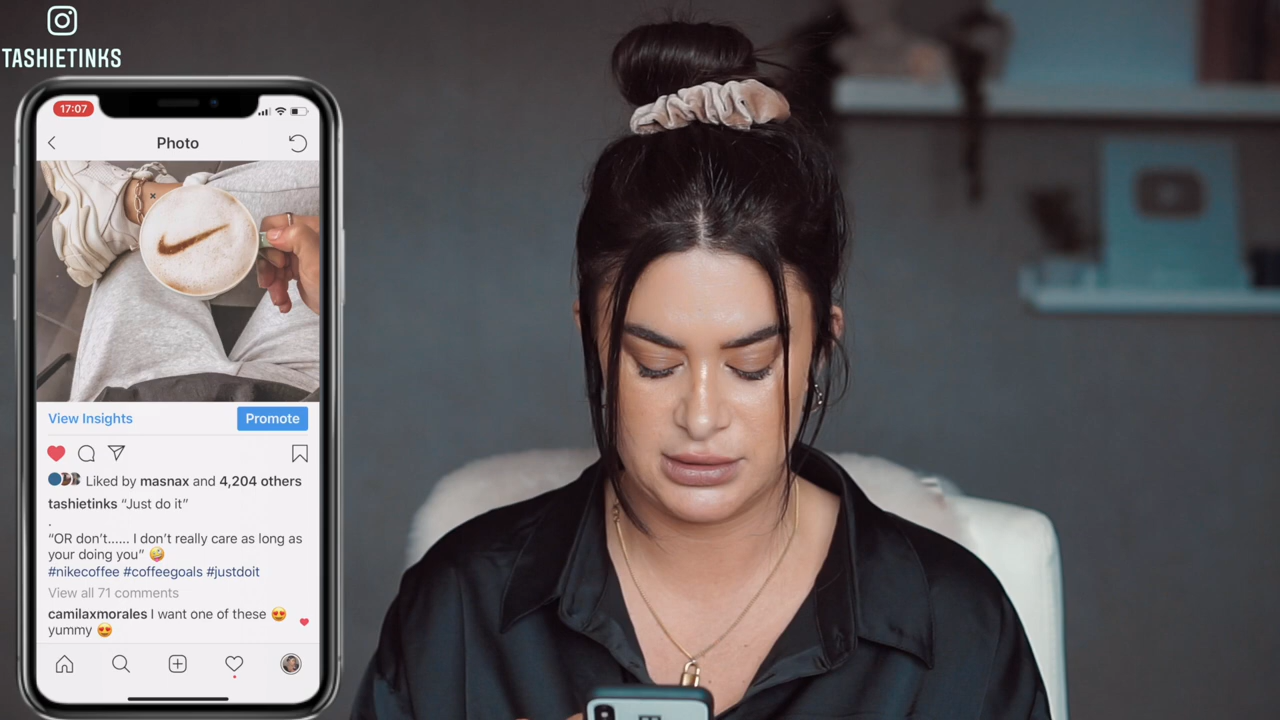 TASHIETINKS
17:07
Photo
View Insights
Promote
Liked by masnax and 4,204 others
tashietinks “Just do it”
.
“OR don't...... I don't really care as long as
your doing you” 🤪
#nikecoffee #coffeegoals #justdoit
View all 71 comments
camilaxmorales I want one of these 😍
yummy 😍